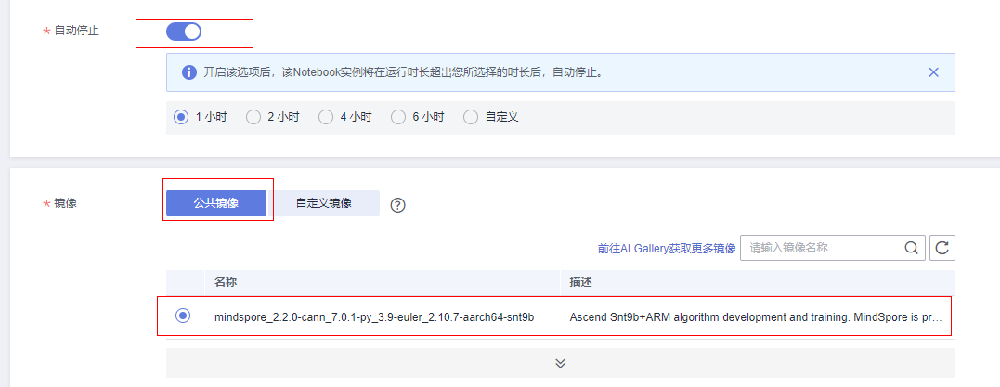 * 自动停止
开启该选项后，该Notebook实例将在运行时长超出您所选择的时长后，自动停止。
1 小时 2 小时 4 小时 6 小时 自定义
* 镜像 公共镜像 自定义镜像
前往AI Gallery获取更多镜像 请输入镜像名称
名称 描述
mindspore_2.2.0-cann_7.0.1-py_3.9-euler_2.10.7-aarch64-snt9b Ascend Snt9b+ARM algorithm development and training. MindSpore is pr...